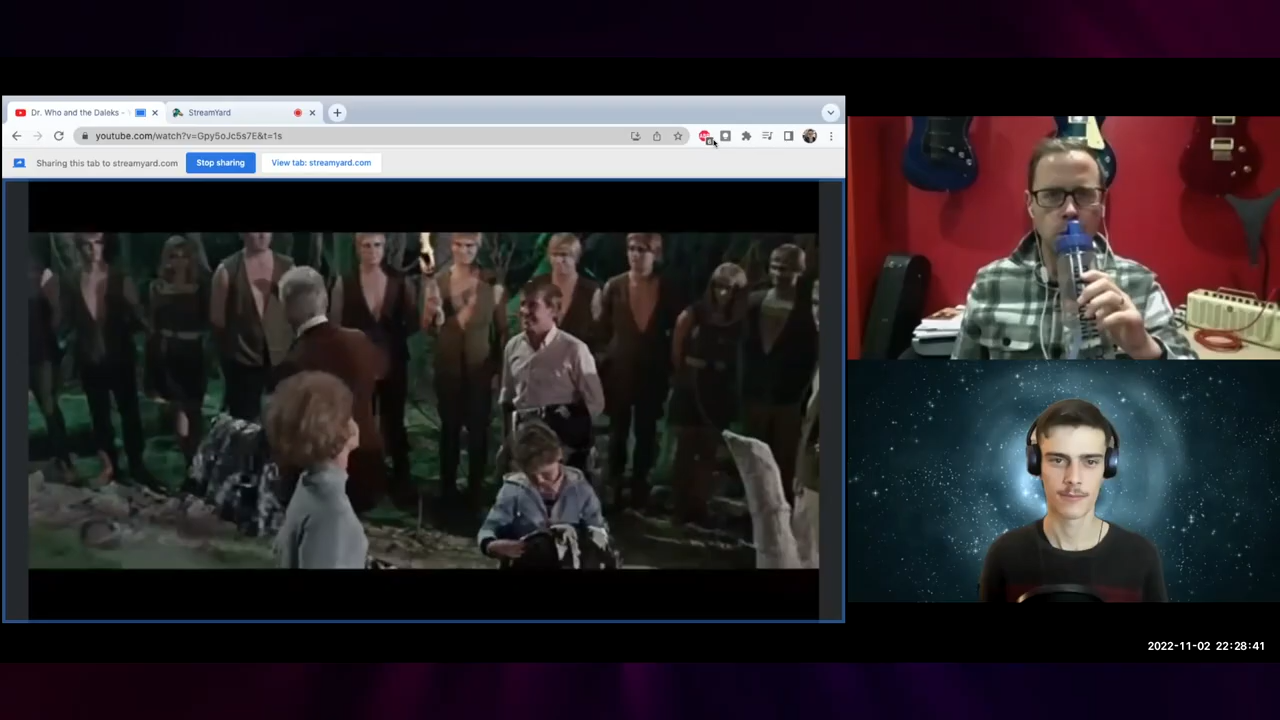 Dr. Who and the Daleks -
StreamYard
youtube.com/watch?v=Gpy5oJc5s7E&t=1s
Sharing this tab to streamyard.com
Stop sharing
View tab: streamyard.com
2022-11-02 22:28:41